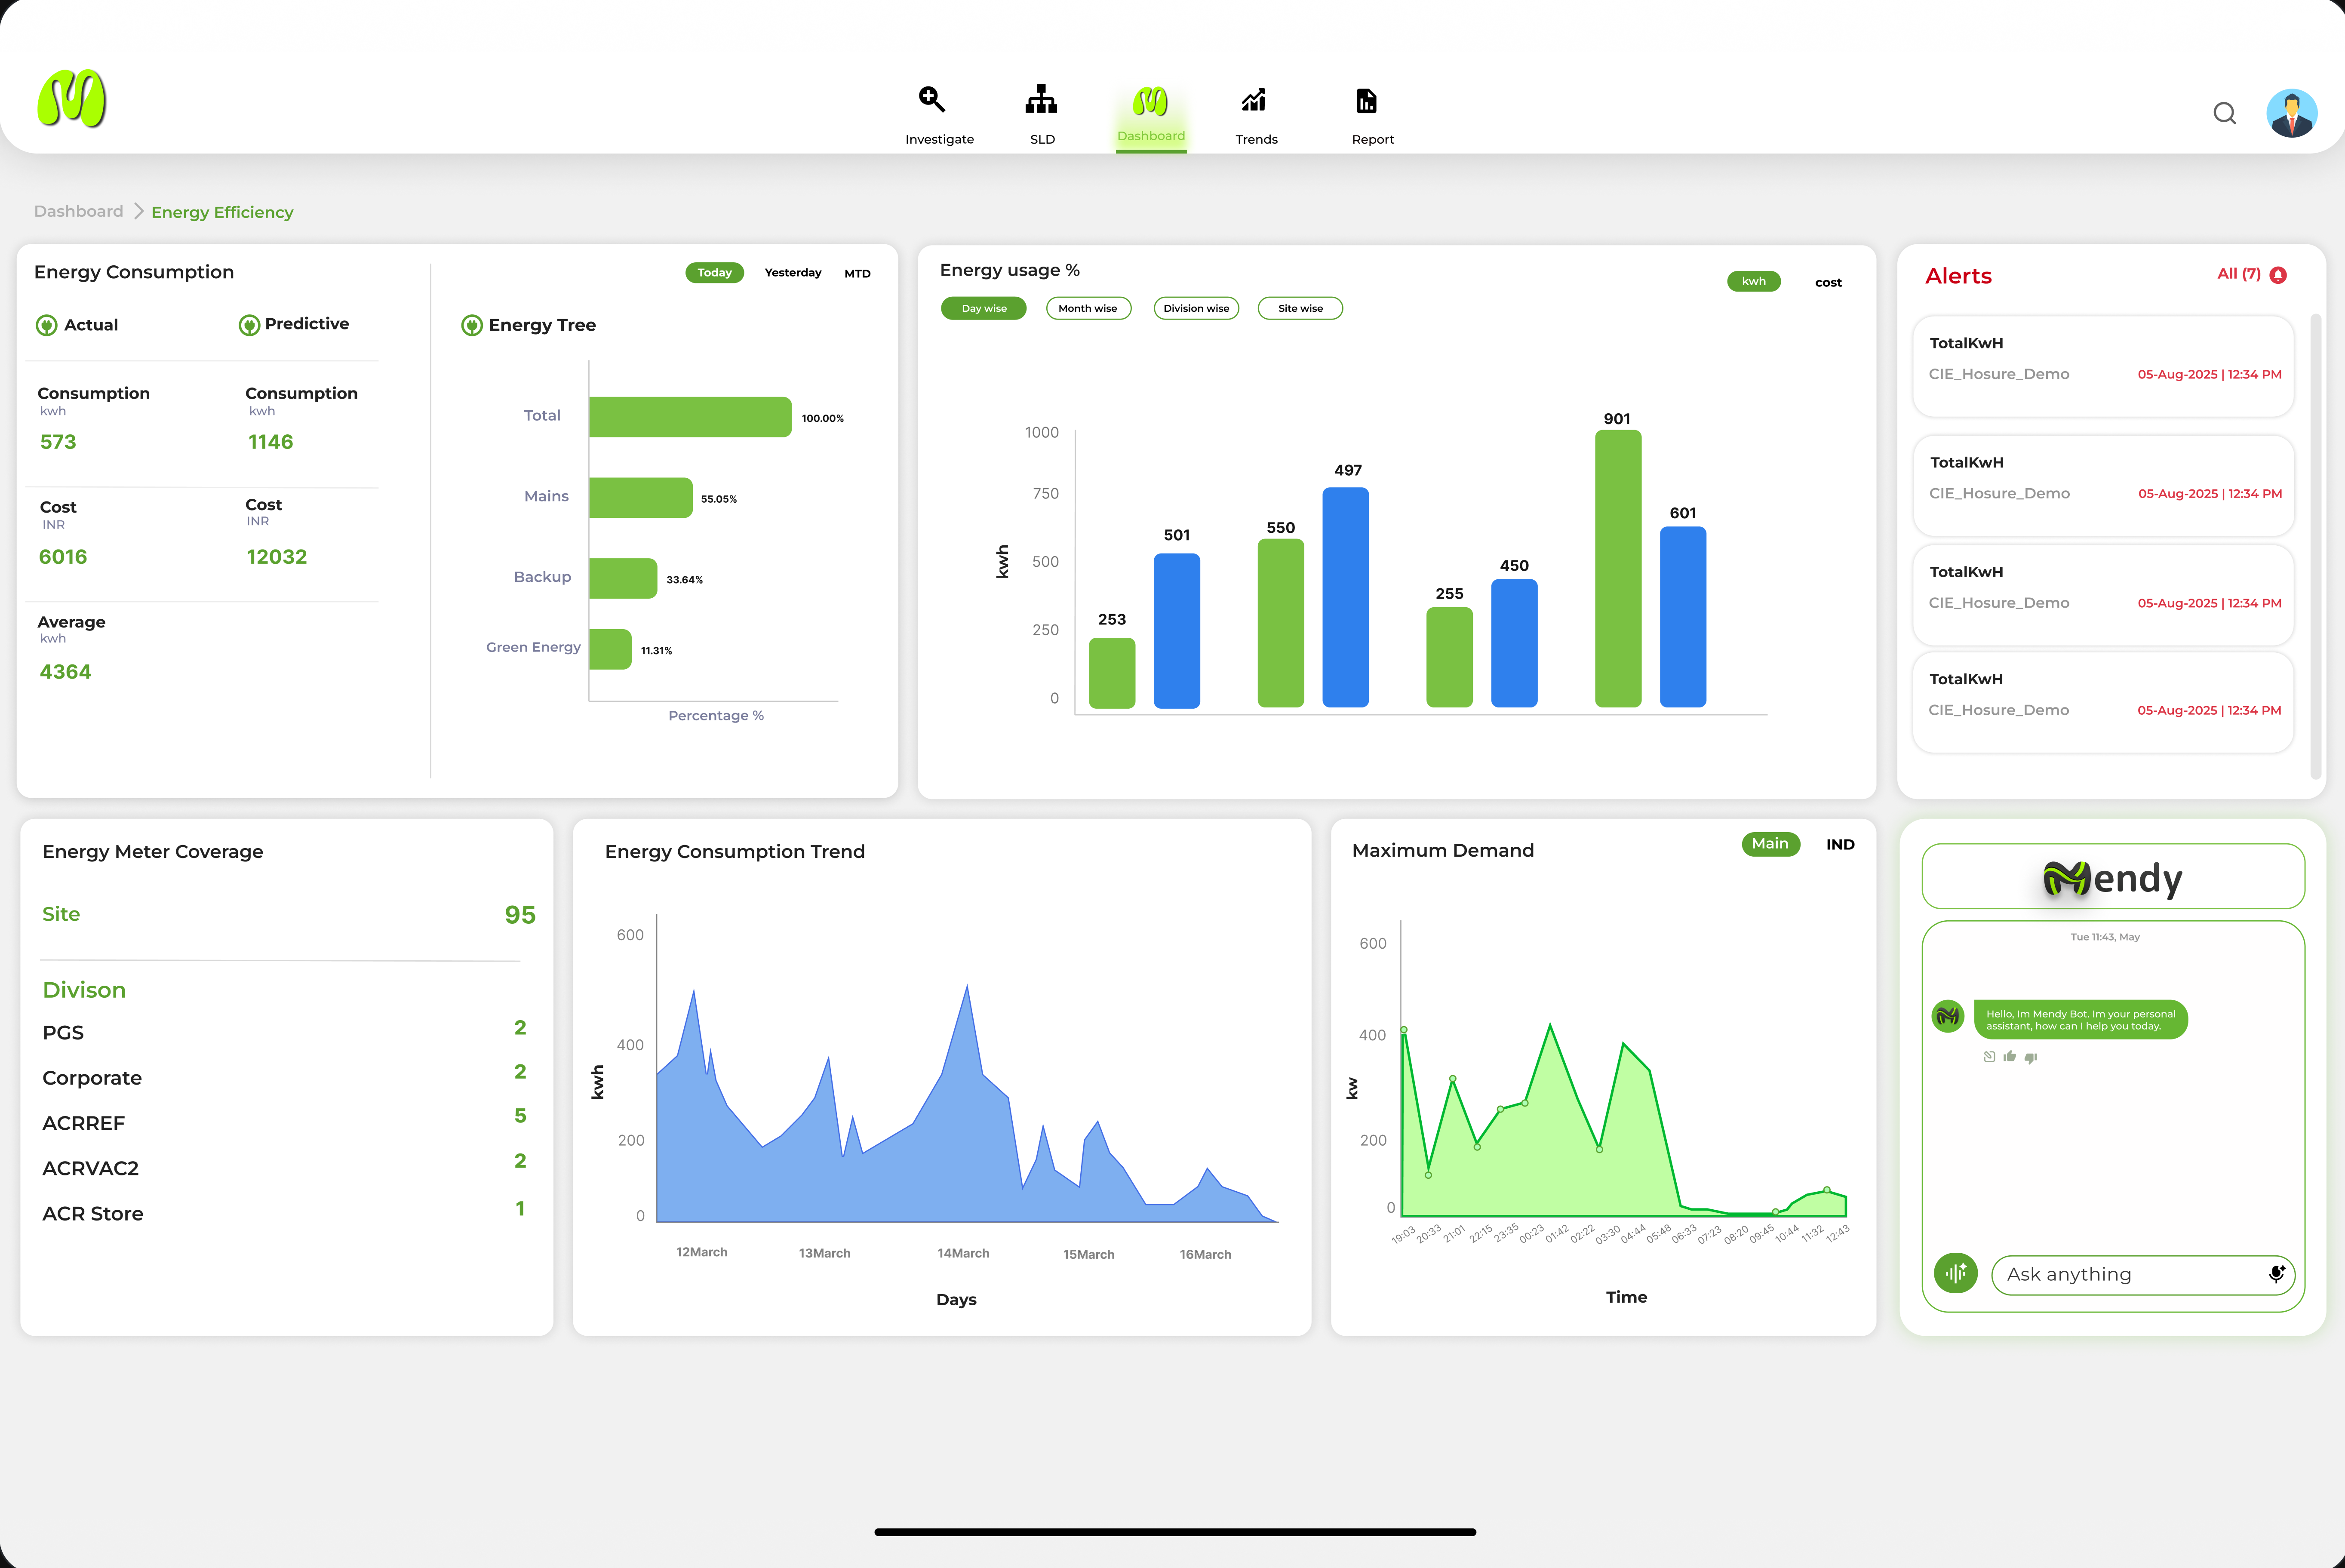 Investigate
SLD
Dashboard
Trends
Report
Dashboard
Energy Efficiency
Energy Consumption
Today
Yesterday
MTD
Actual
Predictive
Consumption
kwh
573
Consumption
kwh
1146
Cost
INR
6016
Cost
INR
12032
Average
kwh
4364
Energy Tree
Total
100.00%
Mains
55.05%
Backup
33.64%
Green Energy
11.31%
Percentage %
Energy usage %
kwh
cost
Day wise
Month wise
Division wise
Site wise
kwh
1000
750
500
250
0
253
501
550
497
255
450
901
601
Alerts
All (7)
TotalKwH
CIE_Hosure_Demo
05-Aug-2025 | 12:34 PM
TotalKwH
CIE_Hosure_Demo
05-Aug-2025 | 12:34 PM
TotalKwH
CIE_Hosure_Demo
05-Aug-2025 | 12:34 PM
TotalKwH
CIE_Hosure_Demo
05-Aug-2025 | 12:34 PM
Energy Meter Coverage
Site
95
Divison
PGS
2
Corporate
2
ACRREF
5
ACRVAC2
2
ACR Store
1
Energy Consumption Trend
kwh
600
400
200
0
12March
13March
14March
15March
16March
Days
Maximum Demand
Main
IND
kw
600
400
200
0
19:03
20:33
21:01
22:15
23:35
00:23
01:42
02:22
03:30
04:44
05:48
06:33
07:23
08:20
09:45
10:44
11:32
12:43
Time
Mendy
Tue 11:43, May
Hello, Im Mendy Bot. Im your personal
assistant, how can I help you today.
Ask anything